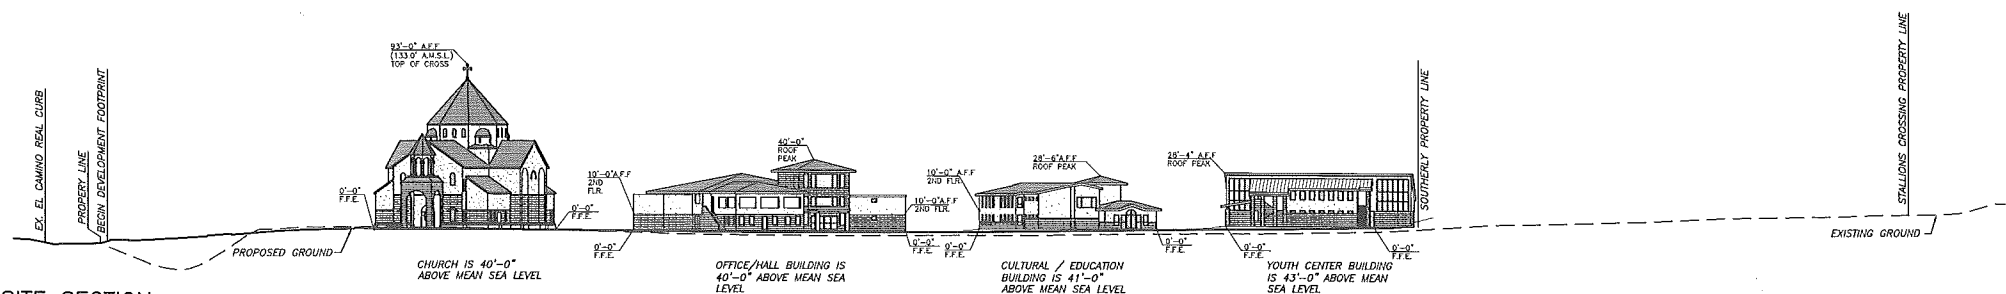 EX. EL CAMINO REAL CURB
PROPERY LINE
BEGIN DEVELOPMENT FOOTPRINT
93'-0" A.F.F
(133.0' A.M.S.L.)
TOP OF CROSS
0'-0"
F.F.E.
0'-0"
F.F.E.
PROPOSED GROUND
CHURCH IS 40'-0"
ABOVE MEAN SEA LEVEL
10'-0"A.F.F
2ND
FLR.
40'-0"
ROOF
PEAK
10'-0"A.F.F
2ND FLR.
0'-0"
F.F.E.
0'-0"
F.F.E.
OFFICE/HALL BUILDING IS
40'-0" ABOVE MEAN SEA
LEVEL
10'-0" A.F.F
2ND FLR.
28'-6"A.F.F
ROOF PEAK
0'-0"
F.F.E.
0'-0"
F.F.E.
CULTURAL / EDUCATION
BUILDING IS 41'-0"
ABOVE MEAN SEA LEVEL
26'-4" A.F.F
ROOF PEAK
0'-0"
F.F.E.
0'-0"
F.F.E.
YOUTH CENTER BUILDING
IS 43'-0" ABOVE MEAN
SEA LEVEL
SOUTHERLY PROPERTY LINE
STALLIONS CROSSING PROPERTY LINE
EXISTING GROUND
SITE SECTION